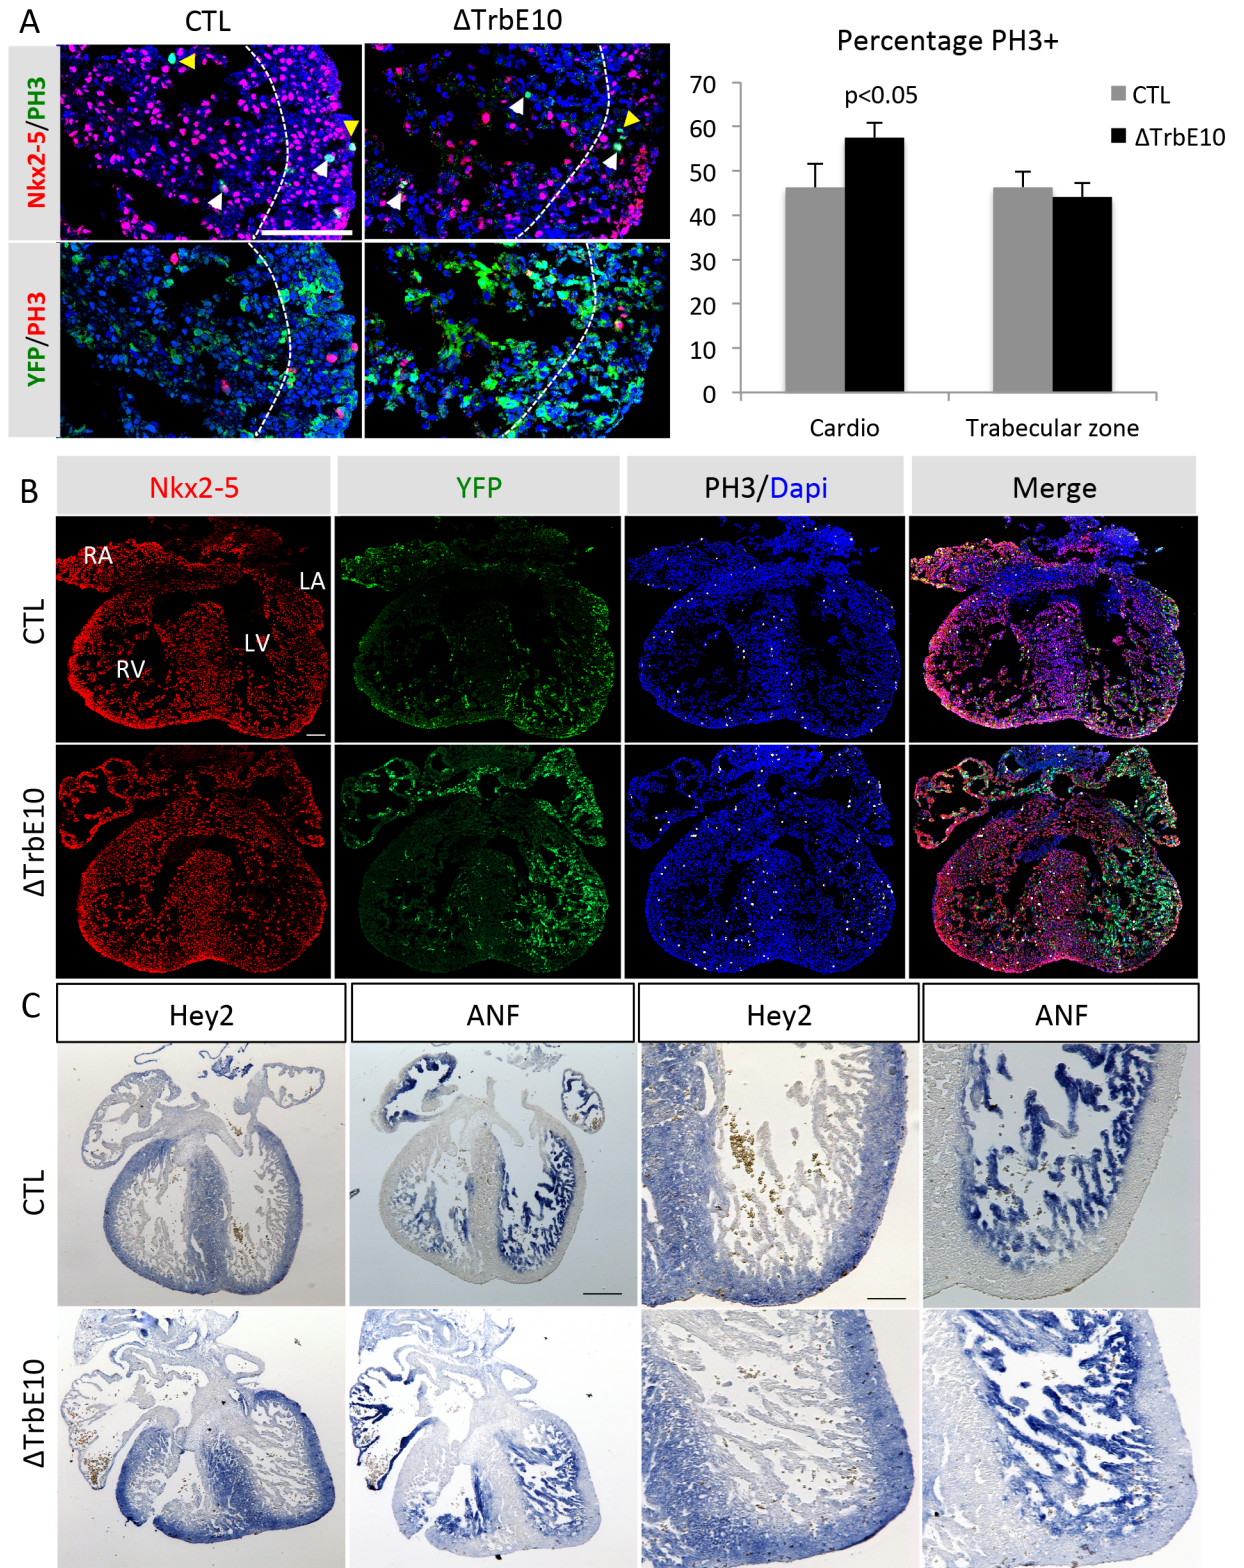 A
CTL
ΔTrbE10
Nkx2-5/PH3
YFP/PH3
Percentage PH3+
70
60
50
40
30
20
10
0
p<0.05
CTL
ΔTrbE10
Cardio
Trabecular zone
B
Nkx2-5
YFP
PH3/Dapi
Merge
CTL
RA
LA
LV
RV
ΔTrbE10
C
Hey2
ANF
Hey2
ANF
CTL
ΔTrbE10